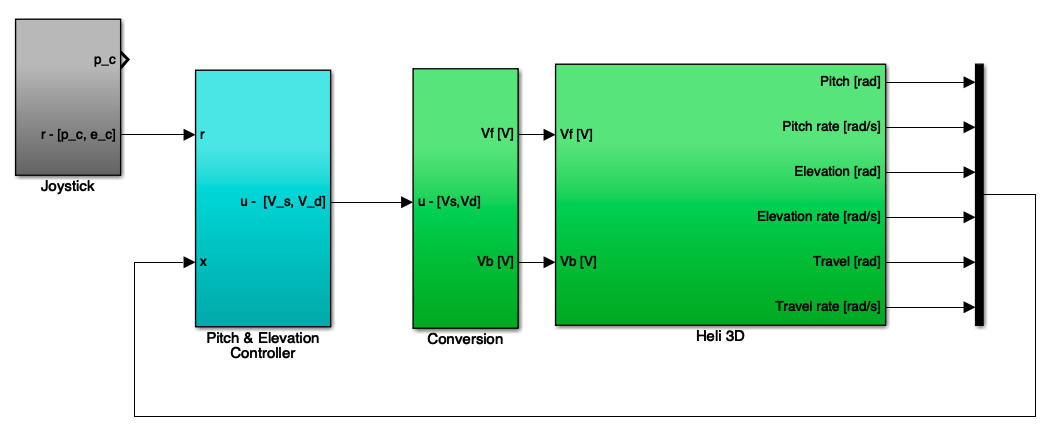 p_c
r - [p_c, e_c]
Joystick
r
u -  [V_s, V_d]
x
Pitch & Elevation
Controller
Vf [V]
u - [Vs,Vd]
Vb [V]
Conversion
Vf [V]
Vb [V]
Pitch [rad]
Pitch rate [rad/s]
Elevation [rad]
Elevation rate [rad/s]
Travel [rad]
Travel rate [rad/s]
Heli 3D